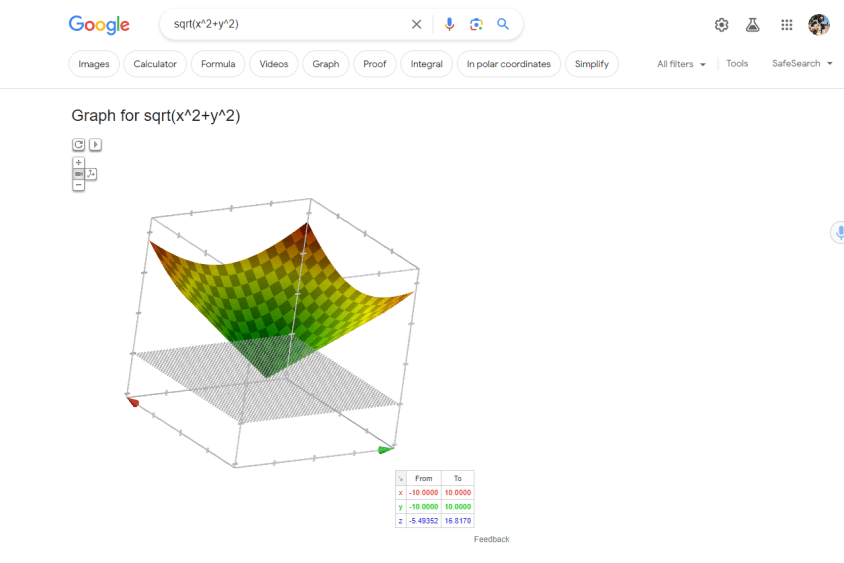 Google
sqrt(x^2+y^2)
Images Calculator Formula Videos Graph Proof Integral In polar coordinates Simplify All filters Tools SafeSearch
Graph for sqrt(x^2+y^2)
+
−
From To
x -10.0000 10.0000
y -10.0000 10.0000
z -5.49352 16.8170
Feedback